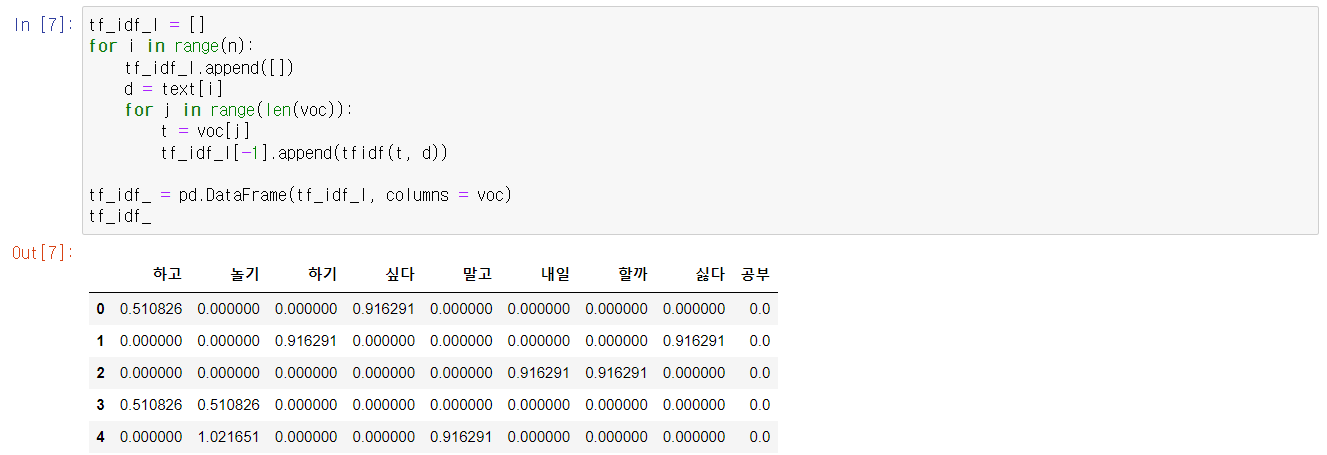 In [7]: tf_idf_l = []
for i in range(n):
    tf_idf_l.append([])
    d = text[i]
    for j in range(len(voc)):
        t = voc[j]
        tf_idf_l[-1].append(tfidf(t, d))
tf_idf_ = pd.DataFrame(tf_idf_l, columns = voc)
tf_idf_
Out[7]:
하고 놀기 하기 싶다 말고 내일 할까 싫다 공부
0 0.510826 0.000000 0.000000 0.916291 0.000000 0.000000 0.000000 0.000000 0.0
1 0.000000 0.000000 0.916291 0.000000 0.000000 0.000000 0.000000 0.916291 0.0
2 0.000000 0.000000 0.000000 0.000000 0.000000 0.916291 0.916291 0.000000 0.0
3 0.510826 0.510826 0.000000 0.000000 0.000000 0.000000 0.000000 0.000000 0.0
4 0.000000 1.021651 0.000000 0.000000 0.916291 0.000000 0.000000 0.000000 0.0